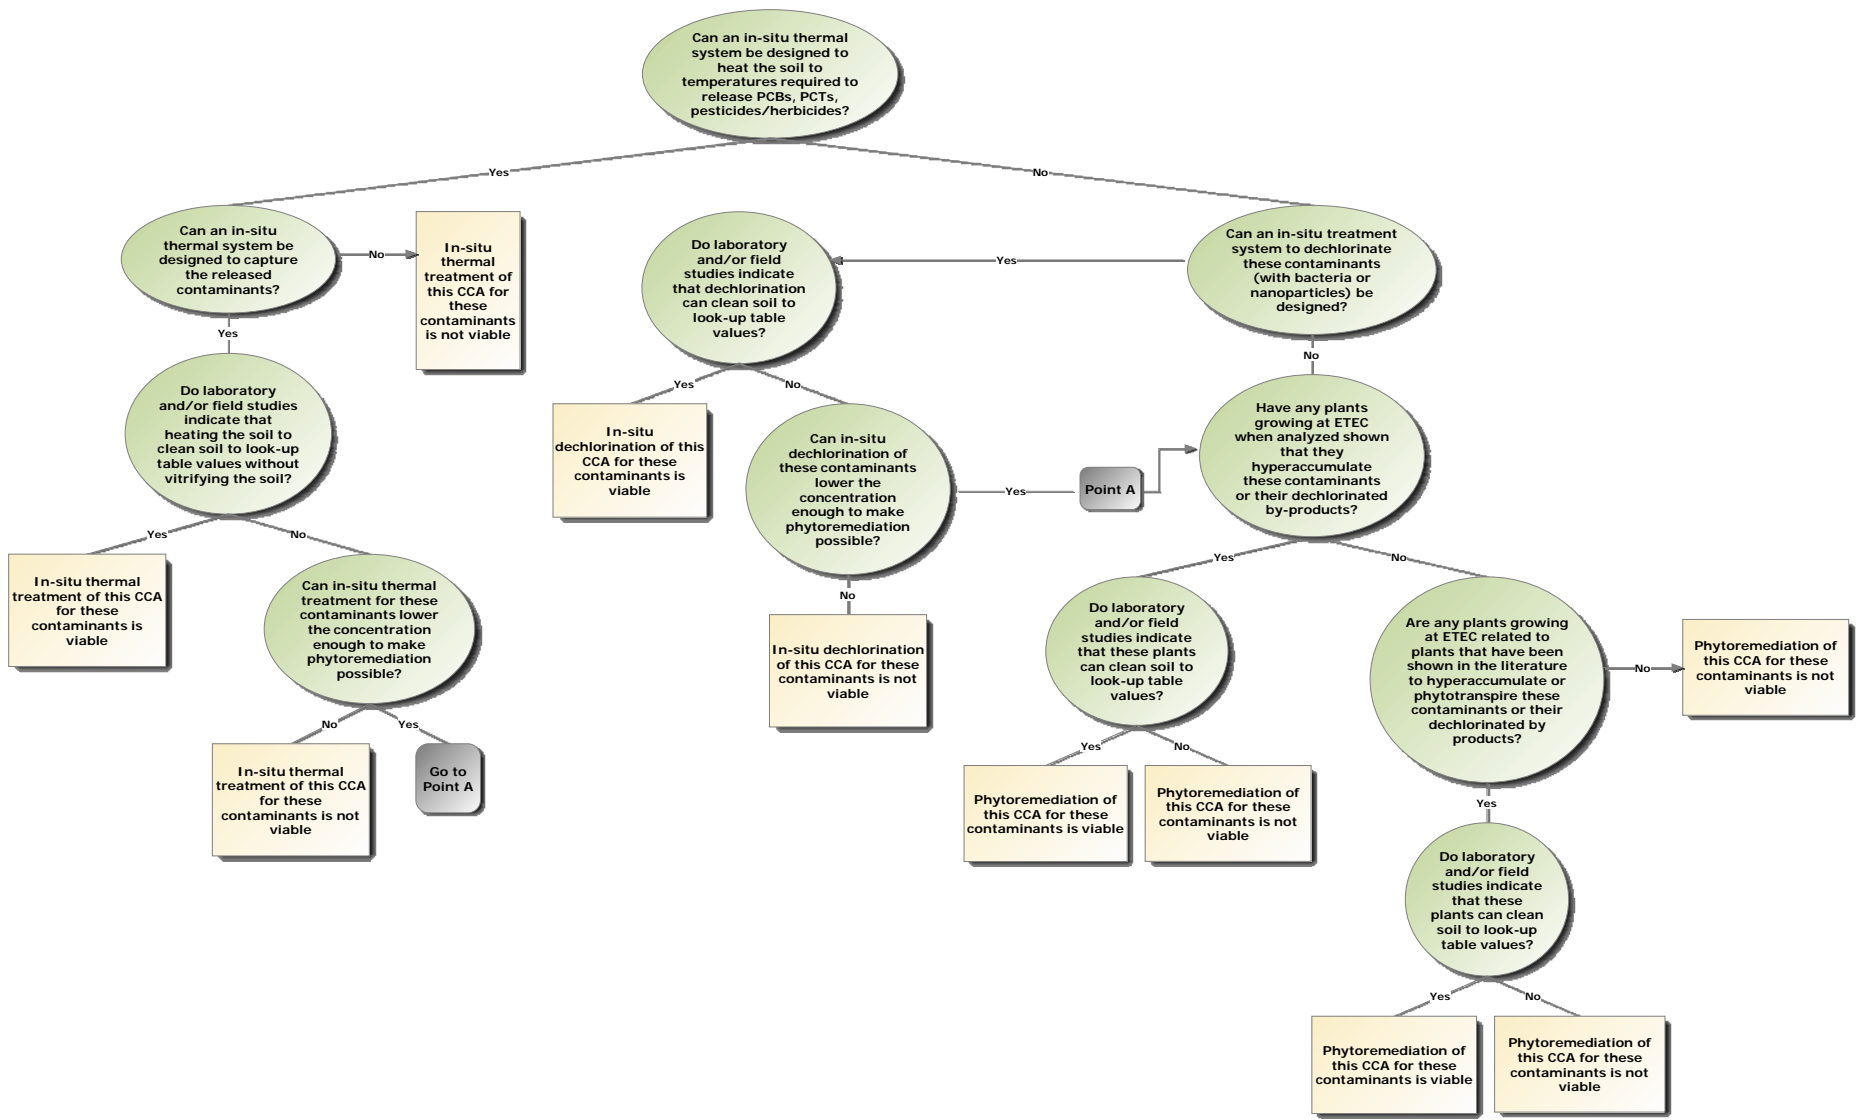 Can an in-situ thermal
system be designed to
heat the soil to
temperatures required to
release PCBs, PCTs,
pesticides/herbicides?
Yes
No
Can an in-situ
thermal system be
designed to capture
the released
contaminants?
No
In-situ
thermal
treatment of
this CCA for
these
contaminants
is not viable
Do laboratory
and/or field
studies indicate
that dechlorination
can clean soil to
look-up table
values?
Yes
Can an in-situ treatment
system to dechlorinate
these contaminants
(with bacteria or
nanoparticles) be
designed?
Yes
No
Do laboratory
and/or field studies
indicate that
heating the soil to
clean soil to look-up
table values without
vitrifying the soil?
Yes
No
In-situ
dechlorination of this
CCA for these
contaminants is
viable
Can in-situ
dechlorination of
these contaminants
lower the
concentration
enough to make
phytoremediation
possible?
Yes
Point A
Have any plants
growing at ETEC
when analyzed shown
that they
hyperaccumulate
these contaminants
or their dechlorinated
by-products?
Yes
No
In-situ thermal
treatment of this CCA
for these
contaminants is
viable
Can in-situ thermal
treatment for these
contaminants lower
the concentration
enough to make
phytoremediation
possible?
No
In-situ dechlorination
of this CCA for these
contaminants is not
viable
Yes
No
Do laboratory
and/or field
studies indicate
that these plants
can clean soil to
look-up table
values?
Are any plants growing
at ETEC related to
plants that have been
shown in the literature
to hyperaccumulate or
phytotranspire these
contaminants or their
dechlorinated by
products?
No
Phytoremediation
of this CCA for these
contaminants is not
viable
No
Yes
In-situ thermal
treatment of this CCA
for these
contaminants is not
viable
Go to
Point A
Yes
No
Phytoremediation of
this CCA for these
contaminants is viable
Phytoremediation of
this CCA for these
contaminants is not
viable
Yes
Do laboratory
and/or field
studies indicate
that these
plants can clean
soil to look-up
table values?
Yes
No
Phytoremediation of
this CCA for these
contaminants is viable
Phytoremediation of
this CCA for these
contaminants is not
viable